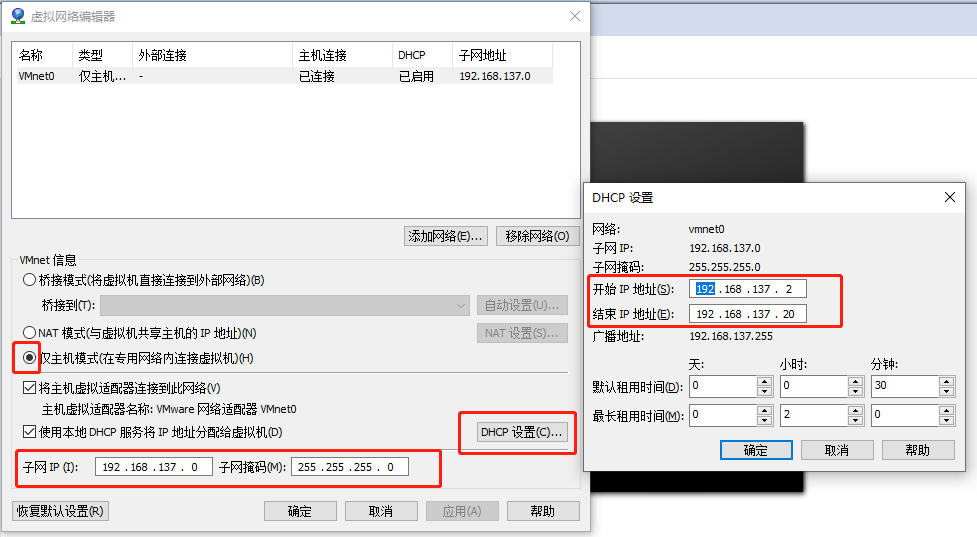 虚拟网络编辑器
名称 类型 外部连接 主机连接 DHCP 子网地址
VMnet0 仅主机... - 已连接 已启用 192.168.137.0
添加网络(E)... 移除网络(O)
VMnet 信息
桥接模式(将虚拟机直接连接到外部网络)(B)
桥接到(T): 自动设置(U)...
NAT 模式(与虚拟机共享主机的 IP 地址)(N) NAT 设置(S)...
仅主机模式(在专用网络内连接虚拟机)(H)
将主机虚拟适配器连接到此网络(V)
主机虚拟适配器名称: VMware 网络适配器 VMnet0
使用本地 DHCP 服务将 IP 地址分配给虚拟机(D) DHCP 设置(C)...
子网 IP (I): 192 .168 .137 . 0 子网掩码(M): 255 .255 .255 . 0
恢复默认设置(R) 确定 取消 应用(A) 帮助
DHCP 设置
网络: vmnet0
子网 IP: 192.168.137.0
子网掩码: 255.255.255.0
开始 IP 地址(S): 192 .168 .137 . 2
结束 IP 地址(E): 192 .168 .137 . 20
广播地址: 192.168.137.255
天: 小时: 分钟:
默认租用时间(D): 0 0 30
最长租用时间(M): 0 2 0
确定 取消 帮助